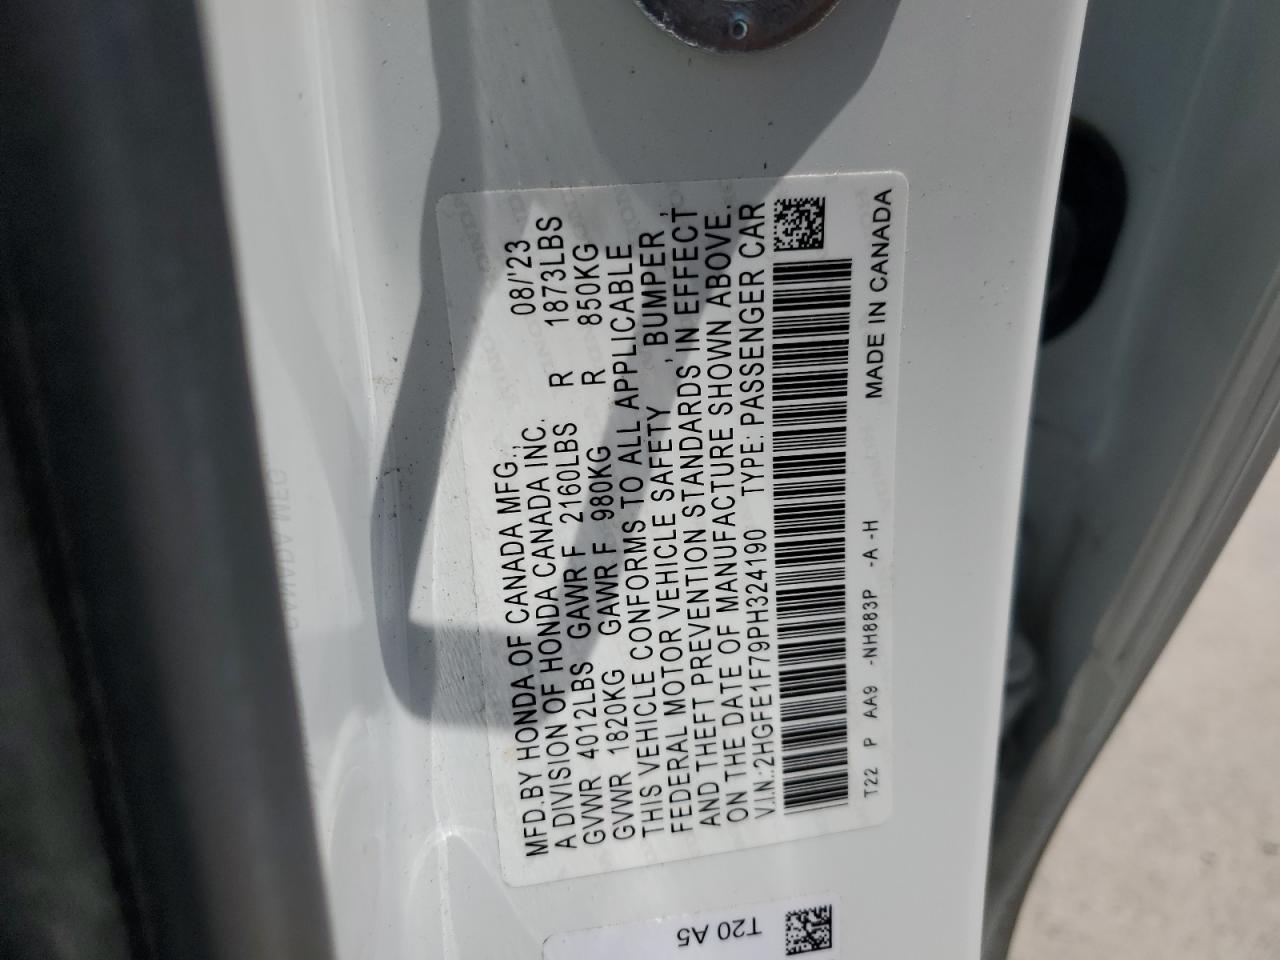 MFD.BY HONDA OF CANADA MFG., 08/'23
A DIVISION OF HONDA CANADA INC.
GVWR 4012LBS GAWR F 2160LBS R 1873LBS
GVWR 1820KG GAWR F 980KG R 850KG
THIS VEHICLE CONFORMS TO ALL APPLICABLE
FEDERAL MOTOR VEHICLE SAFETY , BUMPER ,
AND THEFT PREVENTION STANDARDS IN EFFECT
ON THE DATE OF MANUFACTURE SHOWN ABOVE.
V.I.N.:2HGFE1F79PH324190 TYPE: PASSENGER CAR
T22 P AA9 -NH883P -A -H MADE IN CANADA
T20 A5